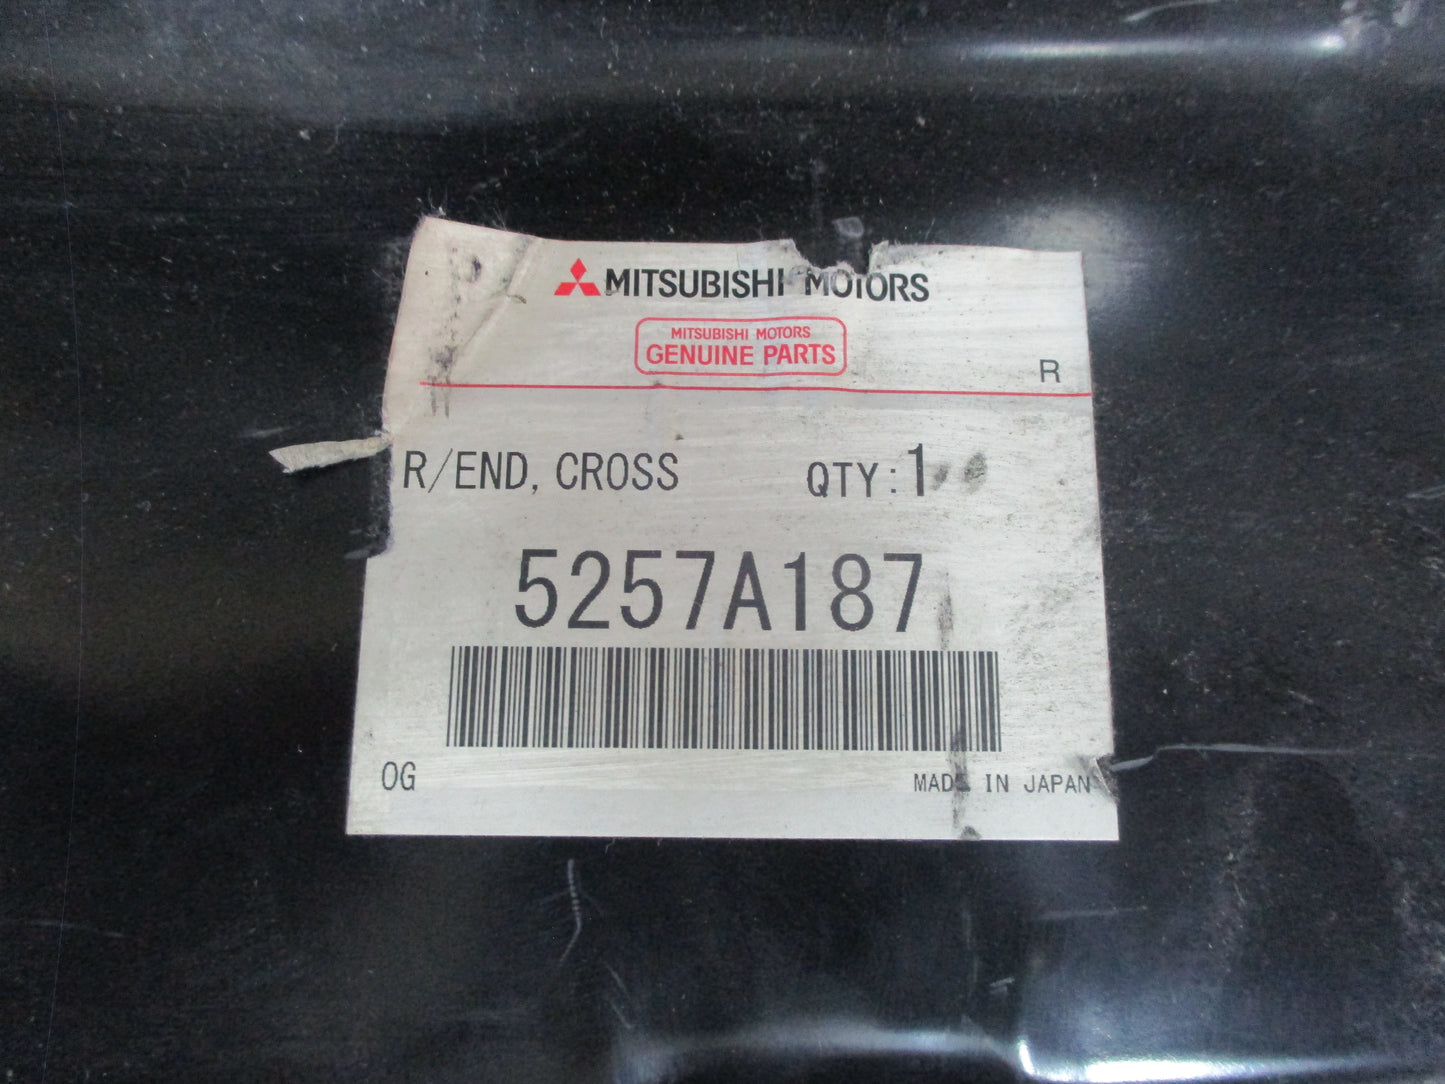 MITSUBISHI MOTORS
MITSUBISHI MOTORS
GENUINE PARTS
R
R/END, CROSS QTY:1
5257A187
OG MADE IN JAPAN